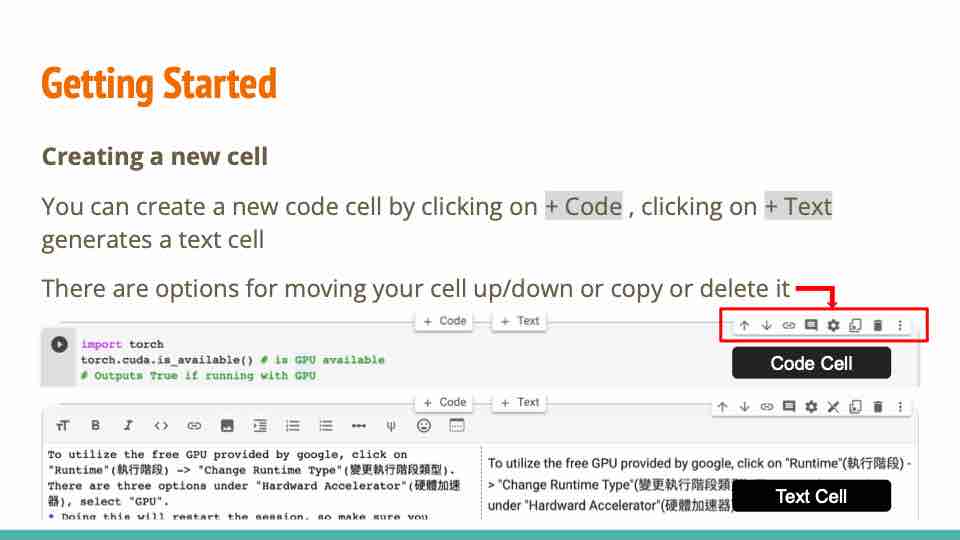 Getting Started
Creating a new cell
You can create a new code cell by clicking on + Code , clicking on + Text
generates a text cell
There are options for moving your cell up/down or copy or delete it
+ Code + Text
import torch
torch.cuda.is_available() # is GPU available
# Outputs True if running with GPU
Code Cell
+ Code + Text
To utilize the free GPU provided by google, click on
"Runtime"(執行階段) -> "Change Runtime Type"(變更執行階段類型).
There are three options under "Hardward Accelerator"(硬體加速
器), select "GPU".
* Doing this will restart the session, so make sure you
To utilize the free GPU provided by google, click on "Runtime"(執行階段) -
> "Change Runtime Type"(變更執行階段類
under "Hardward Accelerator"(硬體加速器)
Text Cell